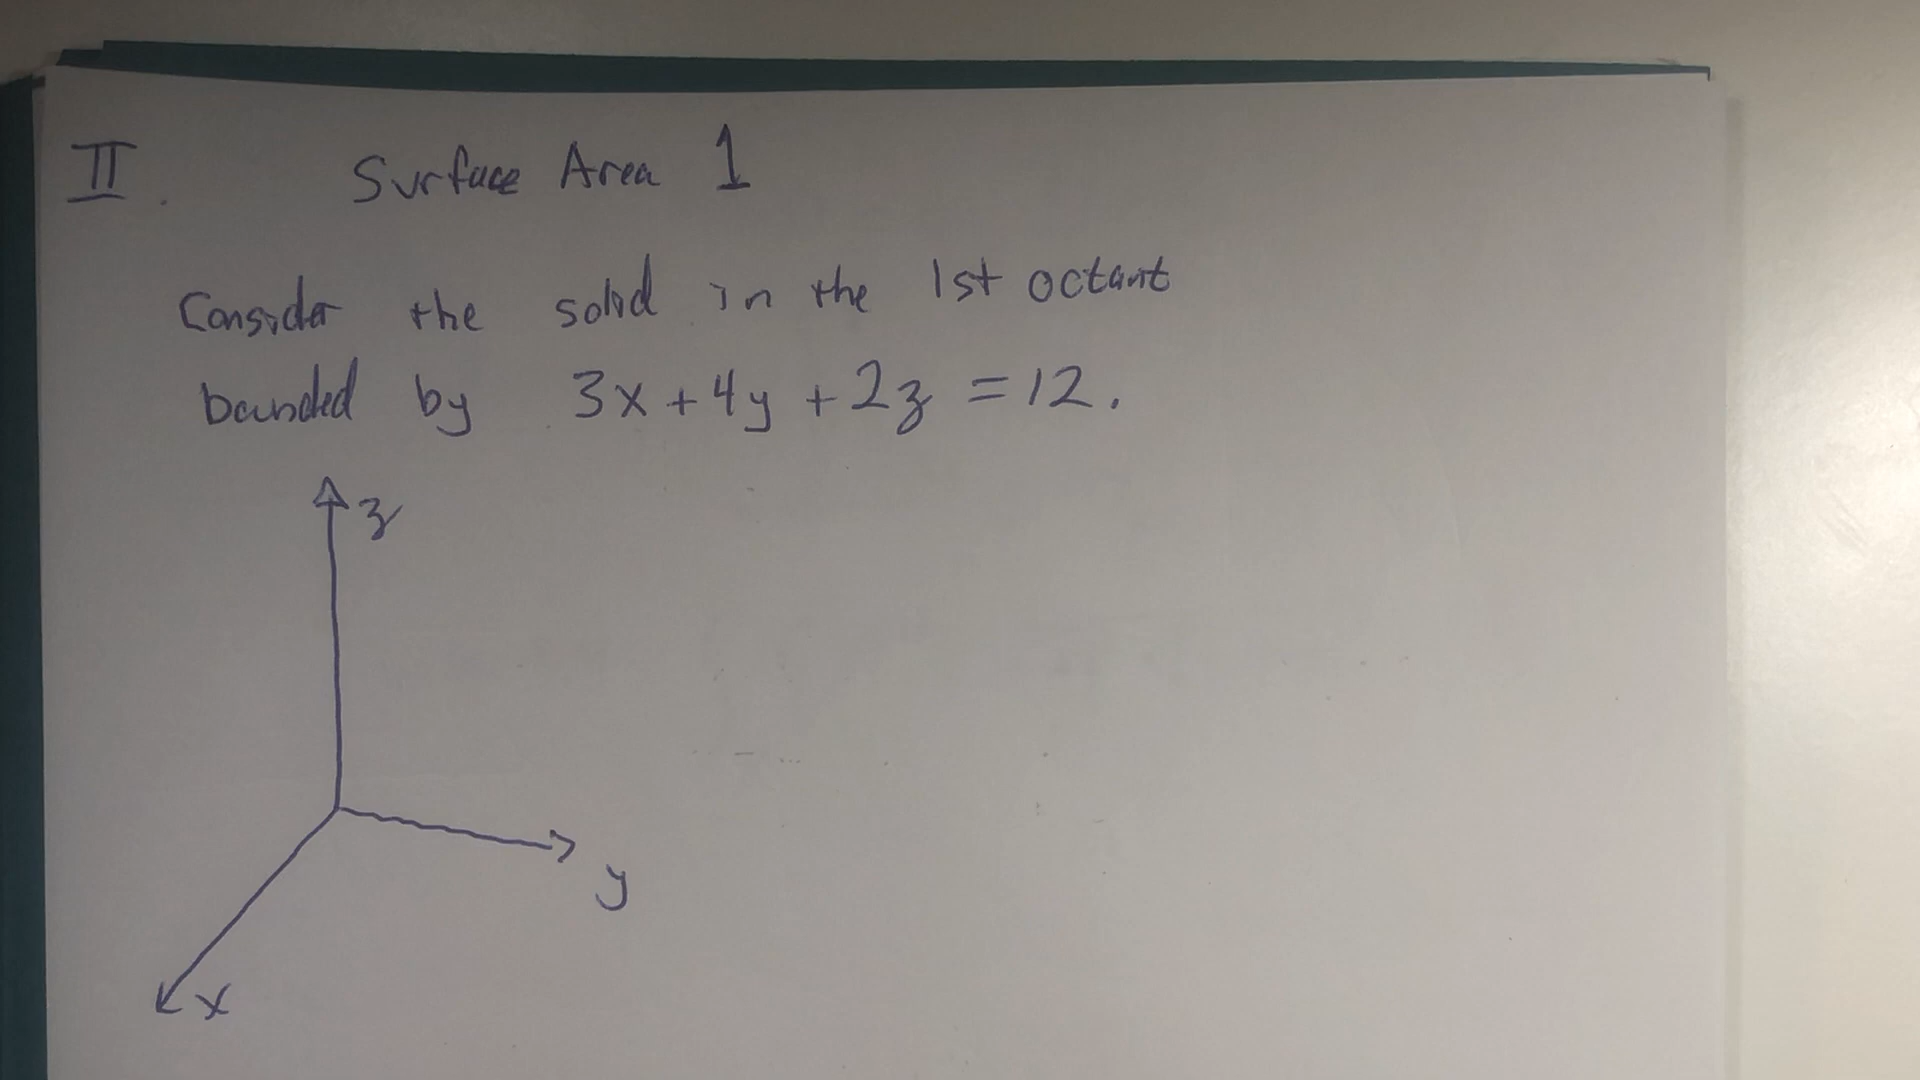 II. Surface Area 1
Consider the solid in the 1st octant
bounded by 3x + 4y + 2z = 12.
z
y
x